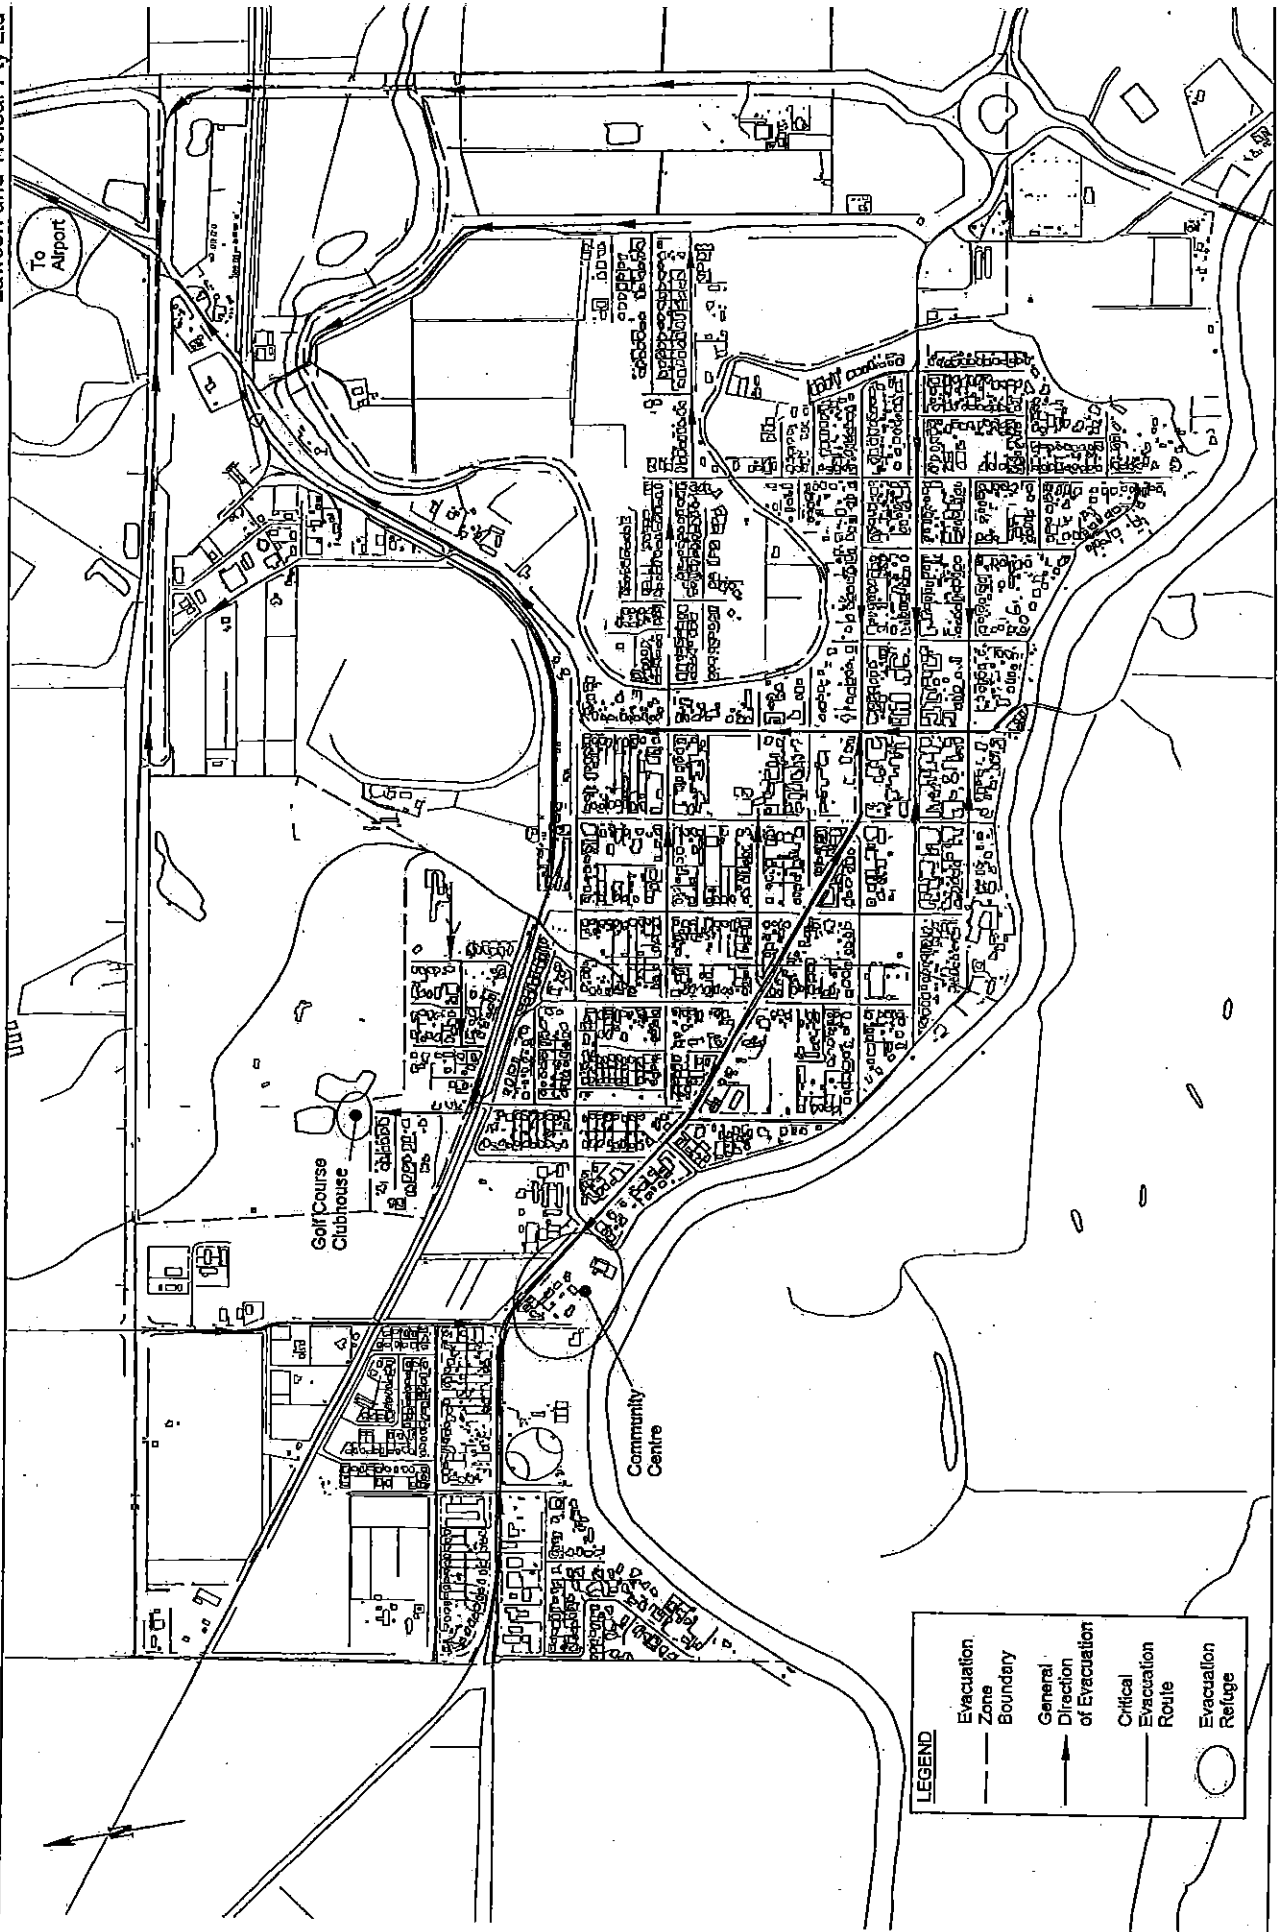 To
Airport
Golf Course
Clubhouse
Community
Centre
LEGEND
Evacuation
Zone
Boundary
General
Direction
of Evacuation
Critical
Evacuation
Route
Evacuation
Refuge
N